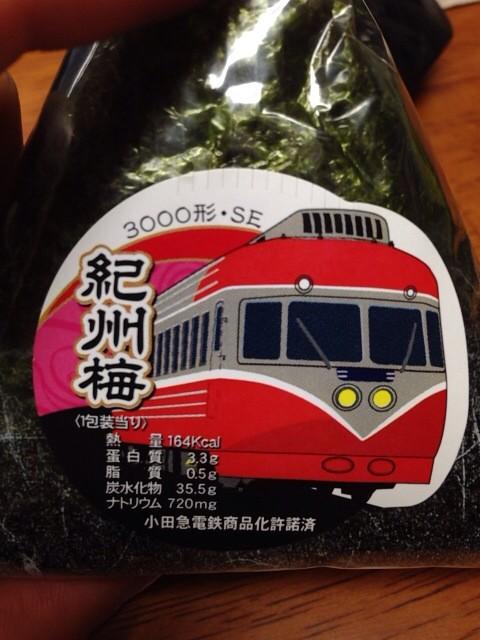 3000形・SE
紀州梅
〈1包装当り〉
熱量 164Kcal
蛋白質 3.3g
脂質 0.5g
炭水化物 35.5g
ナトリウム 720mg
小田急電鉄商品化許諾済